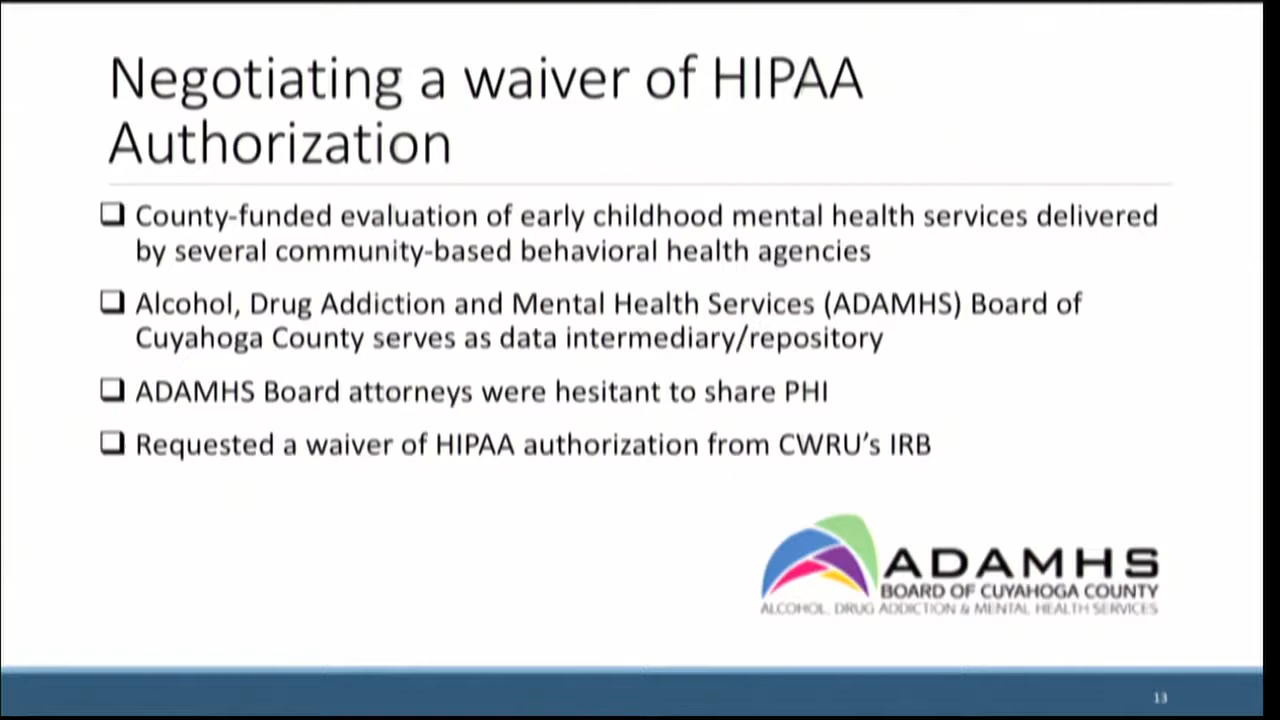 Negotiating a waiver of HIPAA
Authorization
County-funded evaluation of early childhood mental health services delivered
by several community-based behavioral health agencies
Alcohol, Drug Addiction and Mental Health Services (ADAMHS) Board of
Cuyahoga County serves as data intermediary/repository
ADAMHS Board attorneys were hesitant to share PHI
Requested a waiver of HIPAA authorization from CWRU’s IRB
ADAMHS
BOARD OF CUYAHOGA COUNTY
ALCOHOL, DRUG ADDICTION & MENTAL HEALTH SERVICES
13